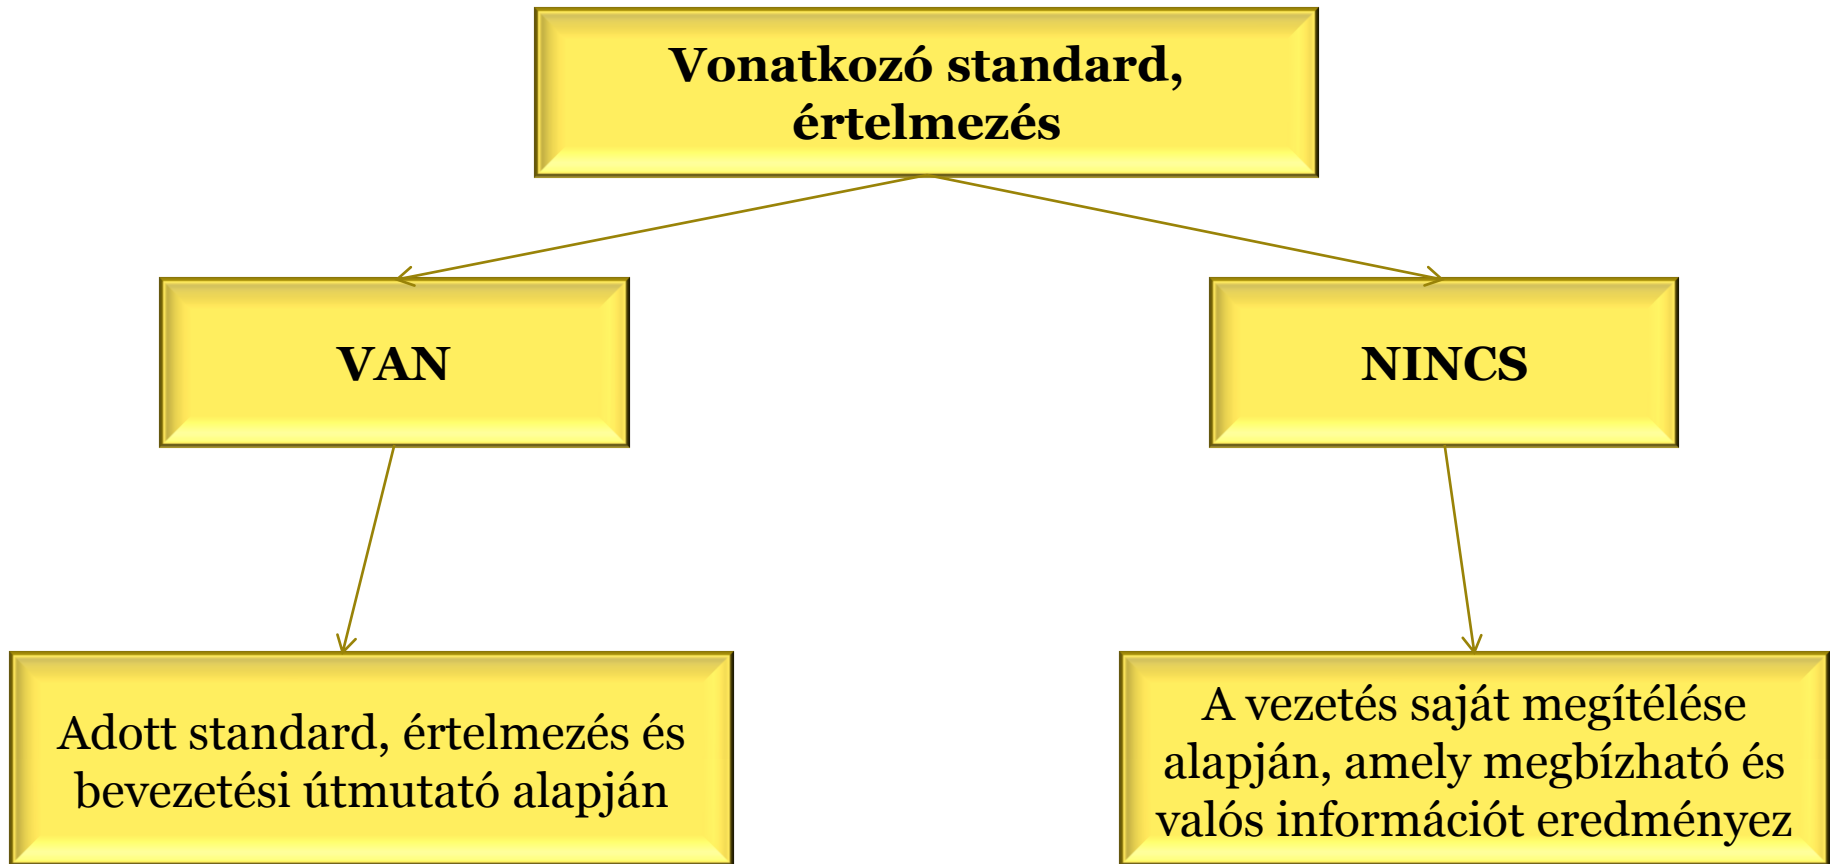 Vonatkozó standard,
értelmezés
VAN
NINCS
Adott standard, értelmezés és
bevezetési útmutató alapján
A vezetés saját megítélése
alapján, amely megbízható és
valós információt eredményez